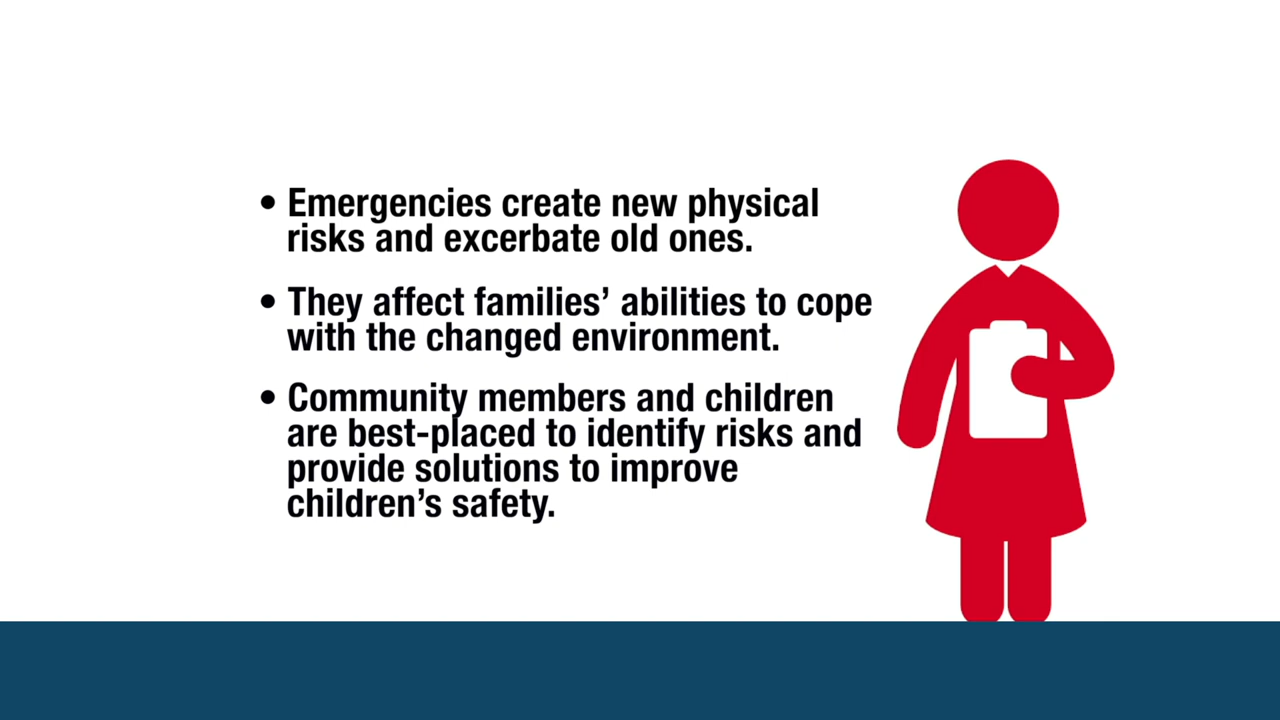 • Emergencies create new physical
risks and excerbate old ones.
• They affect families’ abilities to cope
with the changed environment.
• Community members and children
are best-placed to identify risks and
provide solutions to improve
children’s safety.